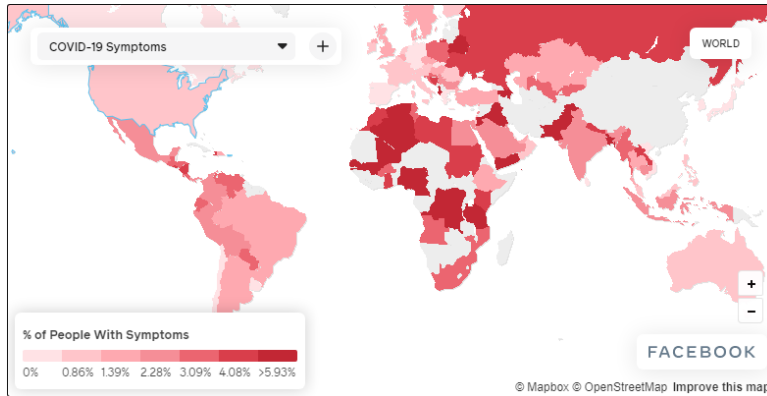 COVID-19 Symptoms
+
WORLD
% of People With Symptoms
0% 0.86% 1.39% 2.28% 3.09% 4.08% >5.93%
+
−
FACEBOOK
© Mapbox © OpenStreetMap Improve this map